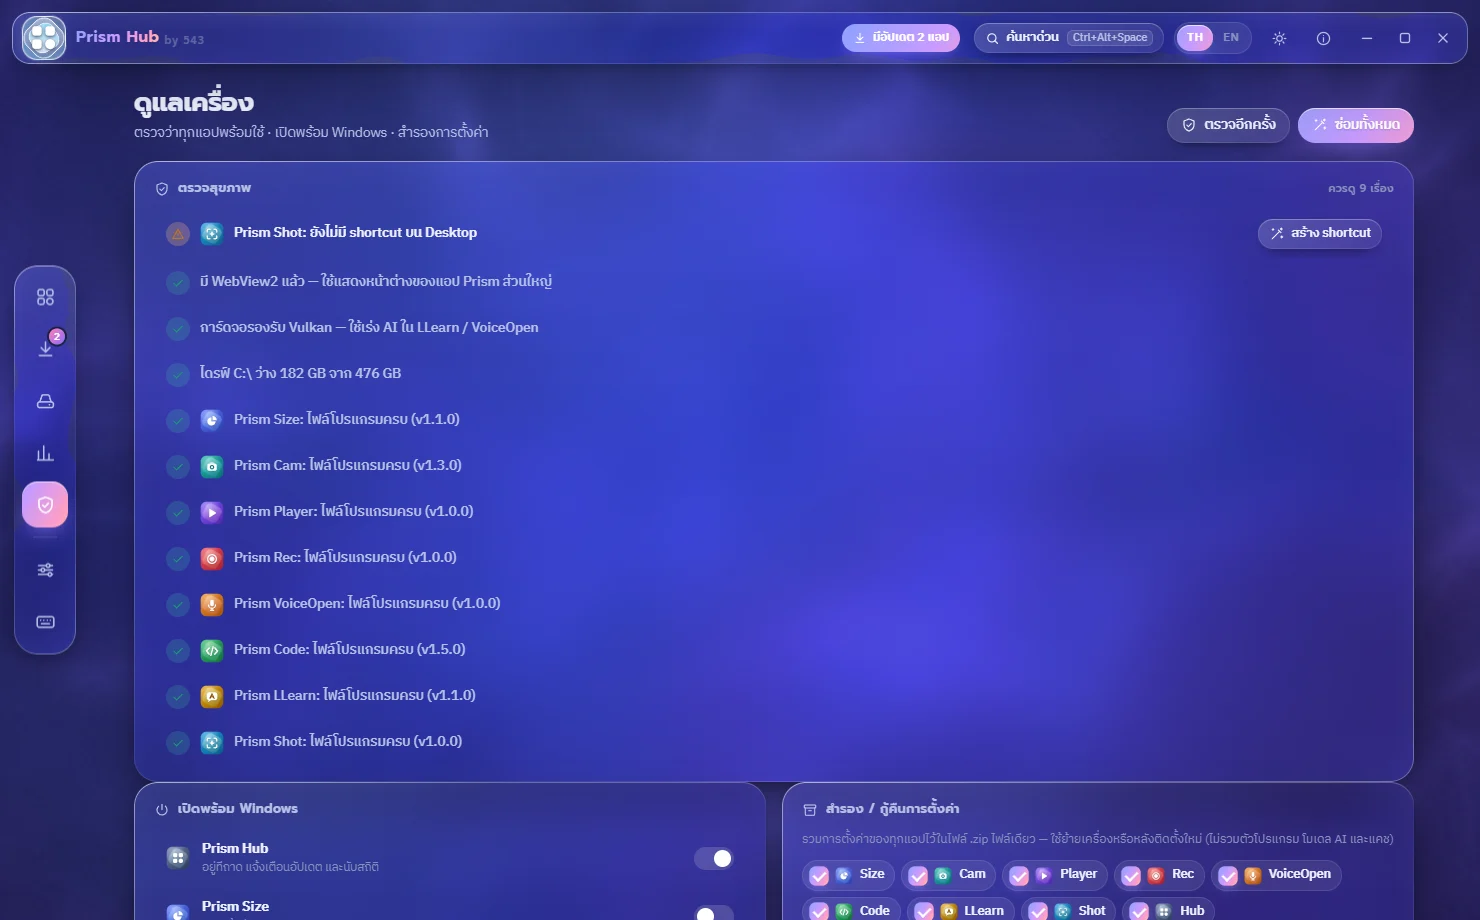 Prism Hub by 543
มีอัปเดต 2 แอป
ค้นหาด่วน Ctrl+Alt+Space
TH EN
ดูแลเครื่อง
ตรวจว่าทุกแอปพร้อมใช้ · เปิดพร้อม Windows · สำรองการตั้งค่า
ตรวจอีกครั้ง
ซ่อมทั้งหมด
ตรวจสุขภาพ
ควรดู 9 เรื่อง
Prism Shot: ยังไม่มี shortcut บน Desktop
สร้าง shortcut
มี WebView2 แล้ว — ใช้แสดงหน้าต่างของแอป Prism ส่วนใหญ่
2
การ์ดจอรองรับ Vulkan — ใช้เร่ง AI ใน LLearn / VoiceOpen
ไดรฟ์ C:\ ว่าง 182 GB จาก 476 GB
Prism Size: ไฟล์โปรแกรมครบ (v1.1.0)
Prism Cam: ไฟล์โปรแกรมครบ (v1.3.0)
Prism Player: ไฟล์โปรแกรมครบ (v1.0.0)
Prism Rec: ไฟล์โปรแกรมครบ (v1.0.0)
Prism VoiceOpen: ไฟล์โปรแกรมครบ (v1.0.0)
Prism Code: ไฟล์โปรแกรมครบ (v1.5.0)
Prism LLearn: ไฟล์โปรแกรมครบ (v1.1.0)
Prism Shot: ไฟล์โปรแกรมครบ (v1.0.0)
เปิดพร้อม Windows
Prism Hub
อยู่ที่ถาด แจ้งเตือนอัปเดต และนับสถิติ
Prism Size
สำรอง / กู้คืนการตั้งค่า
รวมการตั้งค่าของทุกแอปไว้ในไฟล์ .zip ไฟล์เดียว — ใช้ย้ายเครื่องหรือหลังติดตั้งใหม่ (ไม่รวมตัวโปรแกรม โมเดล AI และแคช)
Size Cam Player Rec VoiceOpen
Code LLearn Shot Hub